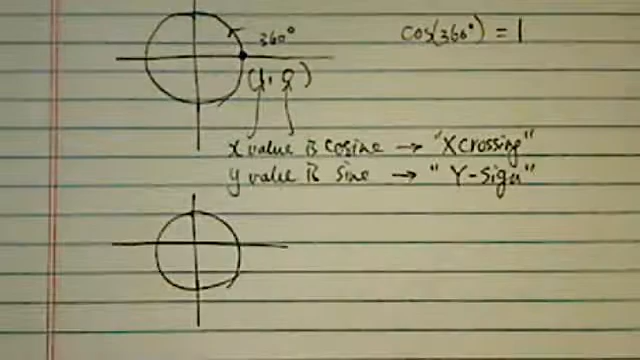 360°
cos(360°) = 1
(1, 0)
x value is cosine → "X crossing"
y value is sine → "Y-sign"